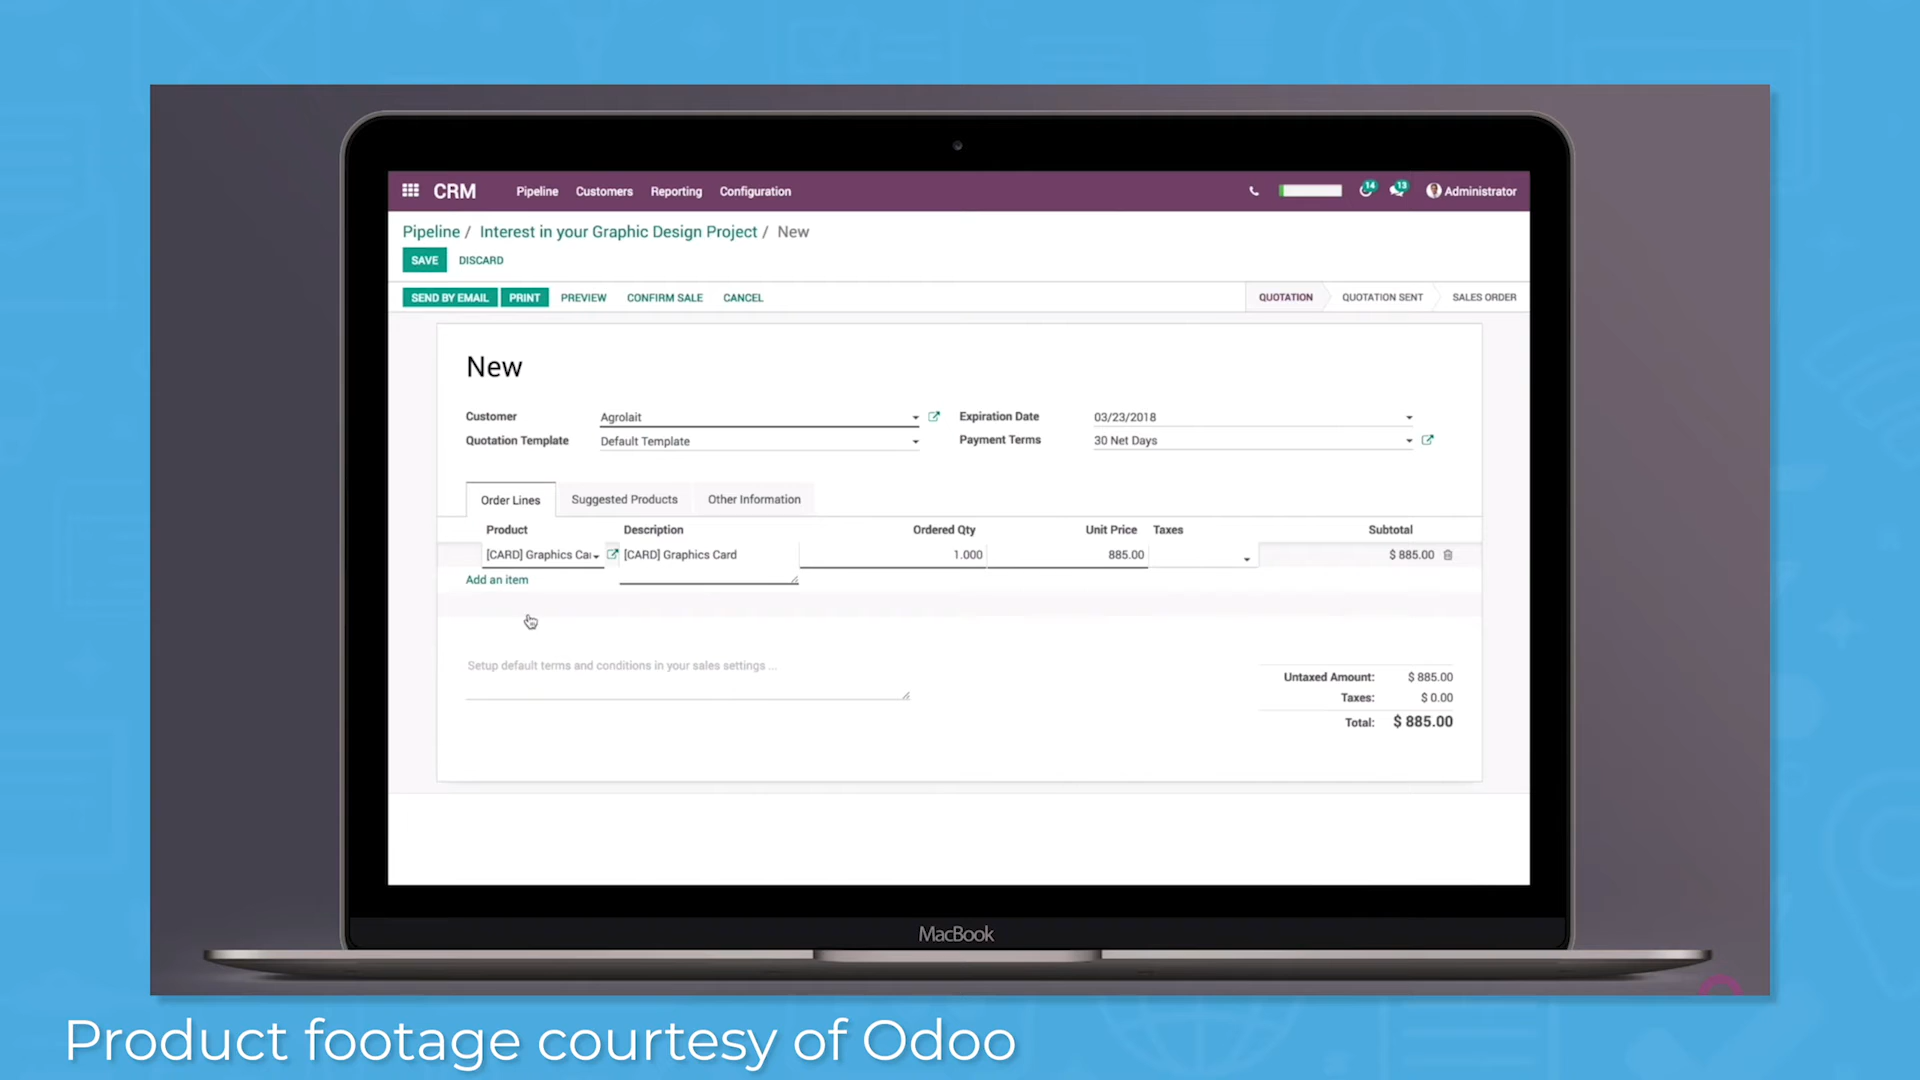 CRM Pipeline Customers Reporting Configuration 14 13 Administrator
Pipeline / Interest in your Graphic Design Project / New
SAVE DISCARD
SEND BY EMAIL PRINT PREVIEW CONFIRM SALE CANCEL QUOTATION QUOTATION SENT SALES ORDER
New
Customer Agrolait Expiration Date 03/23/2018
Quotation Template Default Template Payment Terms 30 Net Days
Order Lines Suggested Products Other Information
Product Description Ordered Qty Unit Price Taxes Subtotal
[CARD] Graphics Car [CARD] Graphics Card 1.000 885.00 $ 885.00
Add an item
Setup default terms and conditions in your sales settings ...
Untaxed Amount: $ 885.00
Taxes: $ 0.00
Total: $ 885.00
MacBook
Product footage courtesy of Odoo